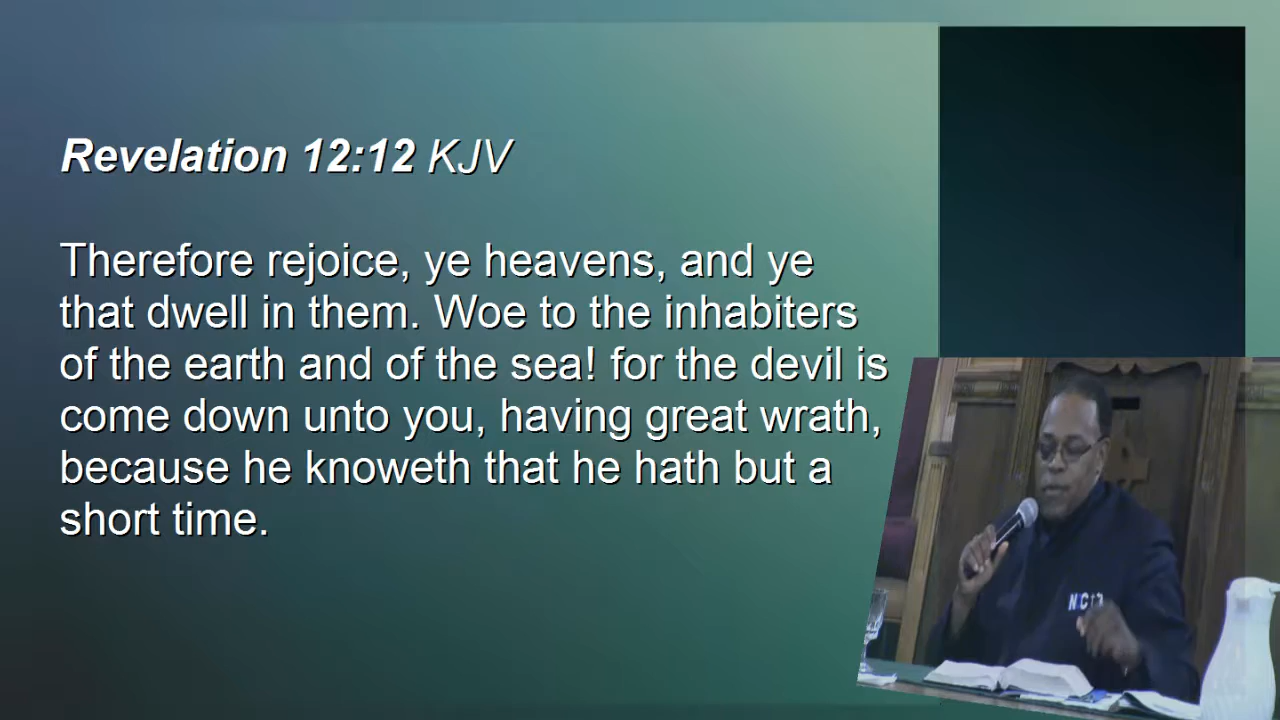 Revelation 12:12 KJV
Therefore rejoice, ye heavens, and ye
that dwell in them. Woe to the inhabiters
of the earth and of the sea! for the devil is
come down unto you, having great wrath,
because he knoweth that he hath but a
short time.